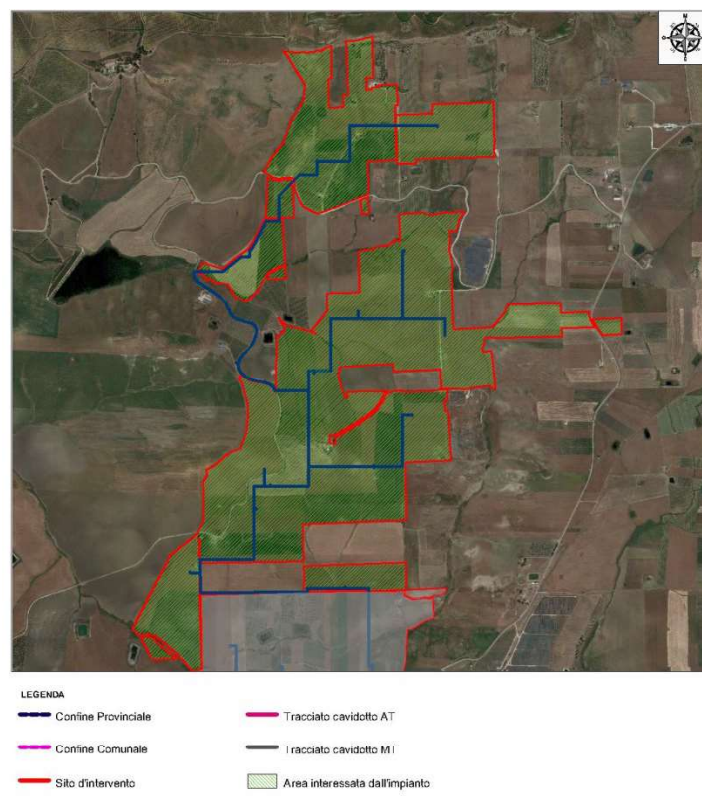 LEGENDA
Confine Provinciale
Tracciato cavidotto AT
Confine Comunale
Tracciato cavidotto MT
Sito d'intervento
Area interessata dall'impianto